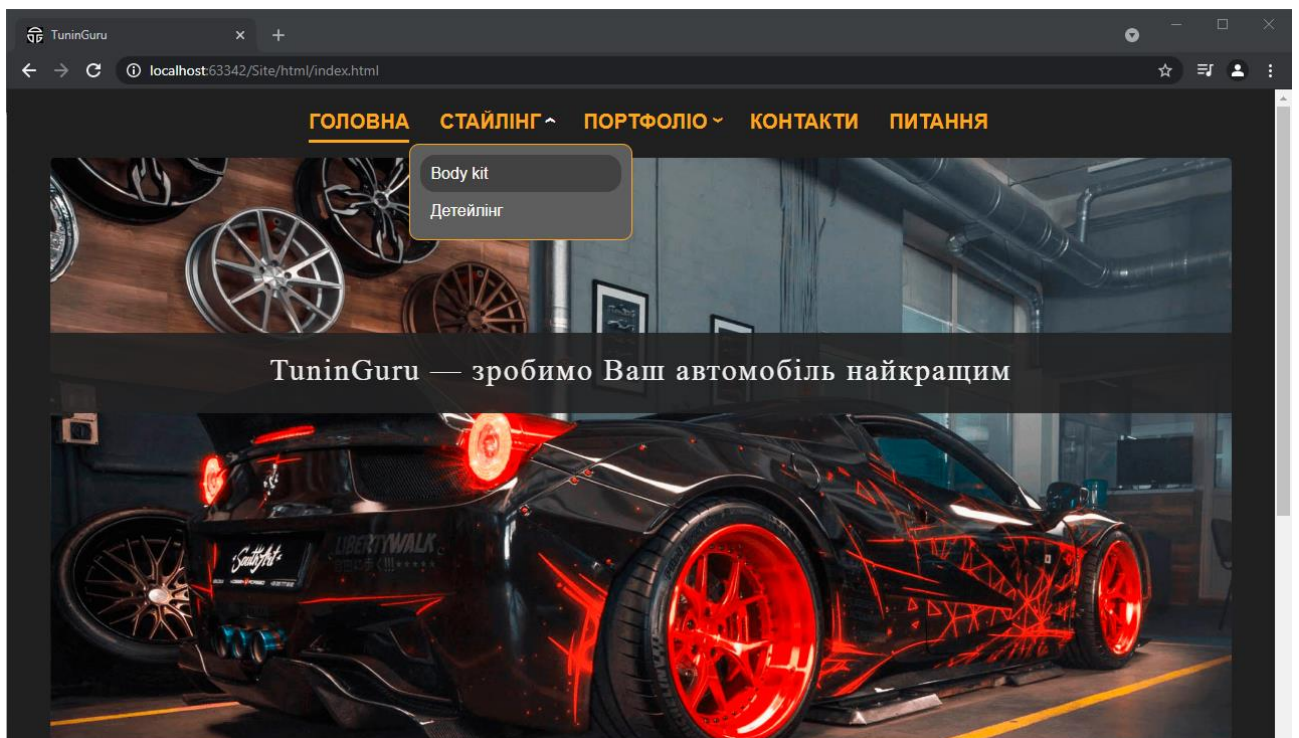 TuninGuru
localhost:63342/Site/html/index.html
ГОЛОВНА СТАЙЛІНГ ПОРТФОЛІО КОНТАКТИ ПИТАННЯ
Body kit
Детейлінг
TuninGuru — зробимо Ваш автомобіль найкращим
LIBERTYWALK